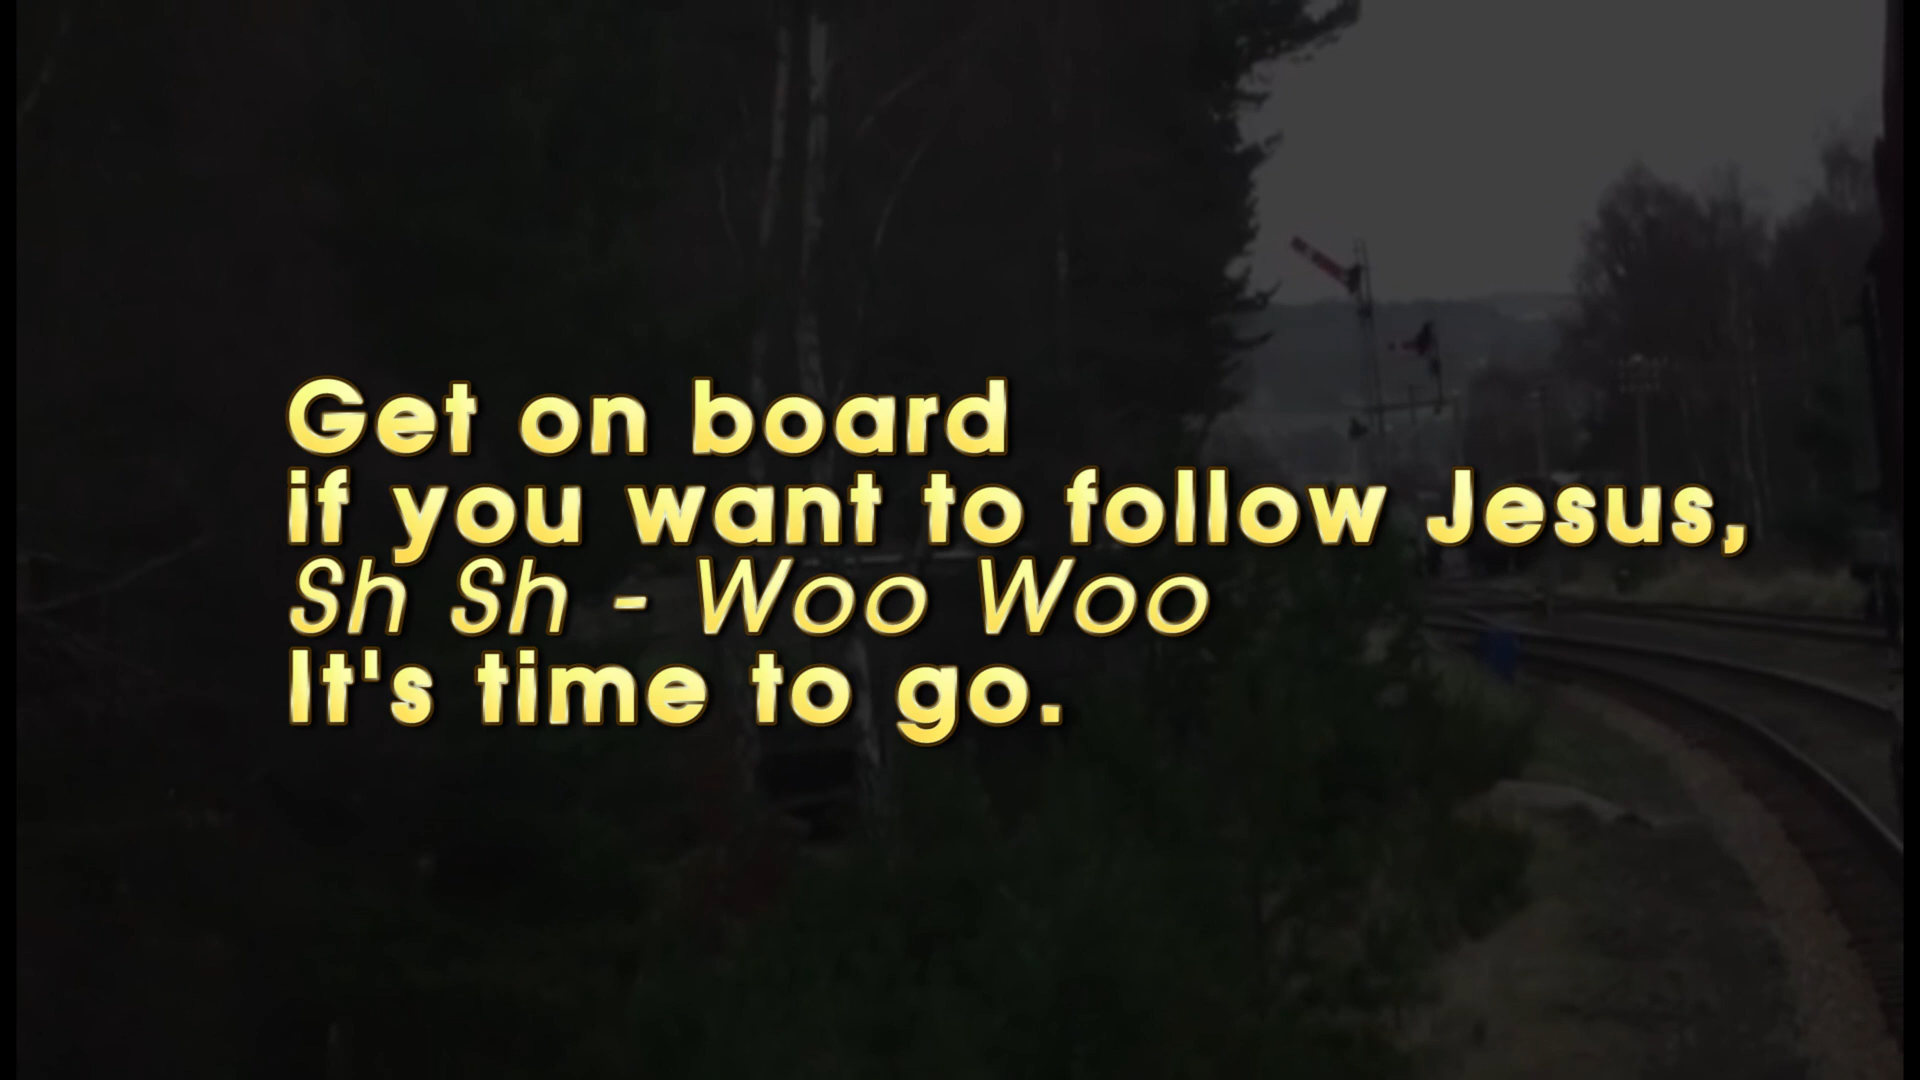 Get on board
if you want to follow Jesus,
Sh Sh - Woo Woo
It's time to go.